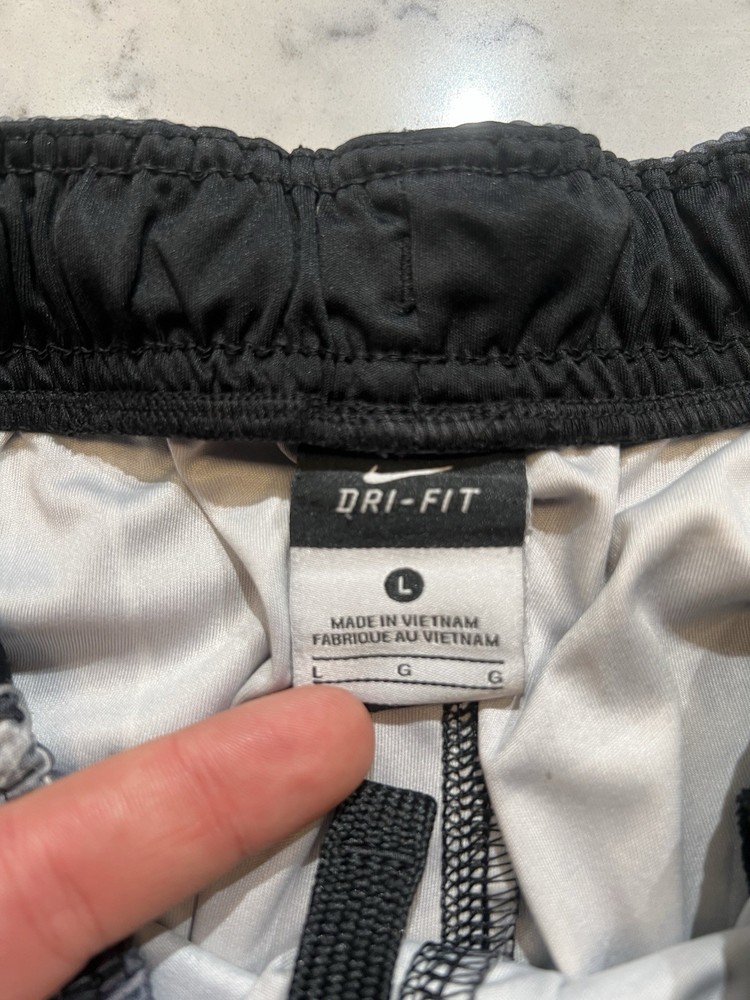 DRI-FIT
L
MADE IN VIETNAM
FABRIQUE AU VIETNAM
L G G